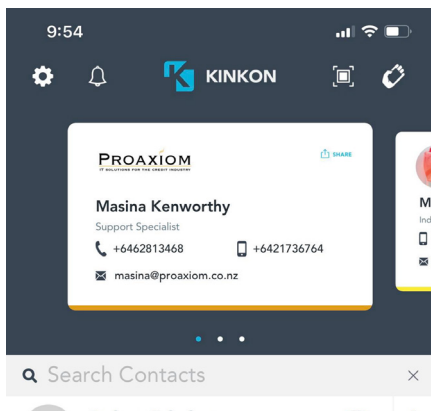 9:54
KINKON
PROAXIOM
IT SOLUTIONS FOR THE CREDIT INDUSTRY
SHARE
Masina Kenworthy
Support Specialist
+6462813468 +6421736764
masina@proaxiom.co.nz
M
Ind
Search Contacts